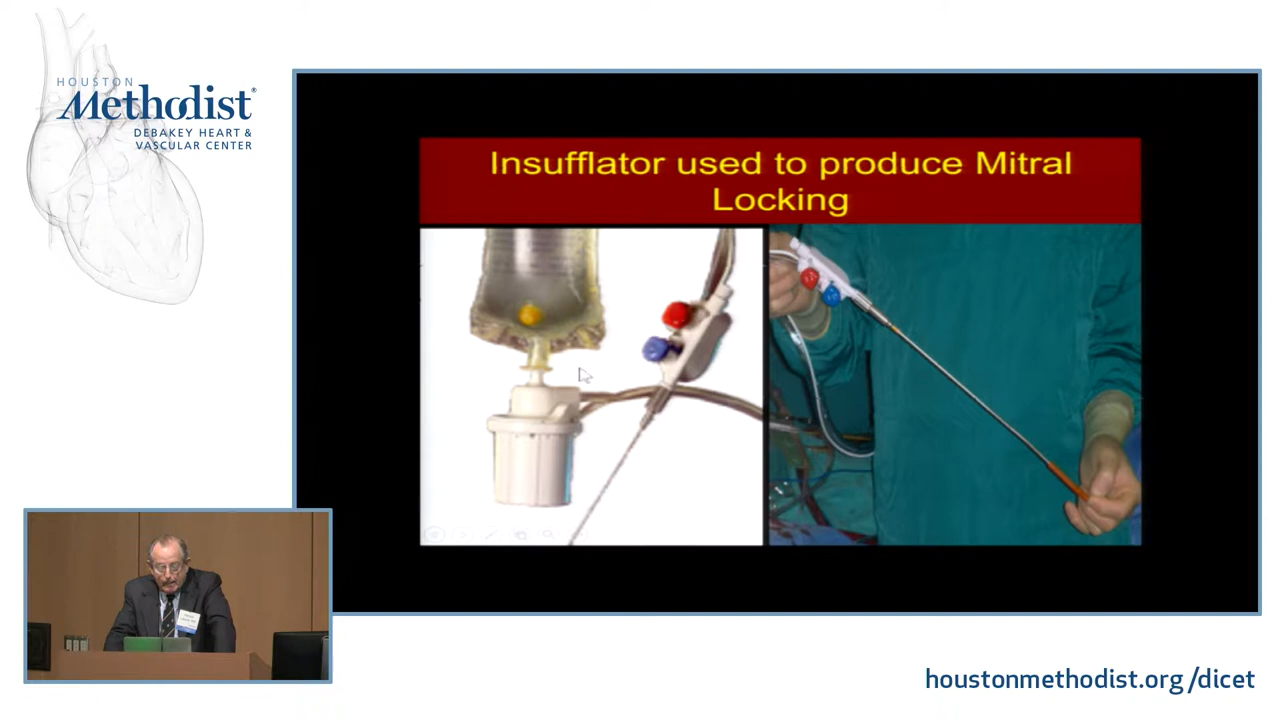 HOUSTON
Methodist®
DEBAKEY HEART &
VASCULAR CENTER
Insufflator used to produce Mitral
Locking
houstonmethodist.org/dicet